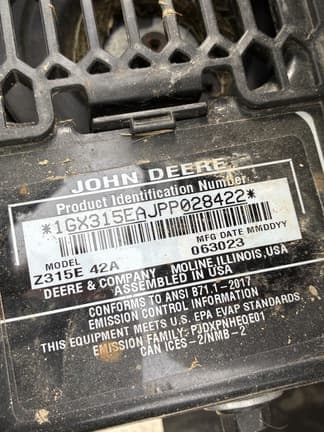 JOHN DEERE
Product Identification Number
*1GX315EAJPP028422*
MODEL MFG DATE MMDDYY
Z315E 42A 063023
DEERE & COMPANY MOLINE, ILLINOIS, USA
ASSEMBLED IN USA
CONFORMS TO ANSI B71.1-2017
EMISSION CONTROL INFORMATION
THIS EQUIPMENT MEETS U.S. EPA EVAP STANDARDS
EMISSION FAMILY: PJDXPNHEOE01
CAN ICES-2/NMB-2